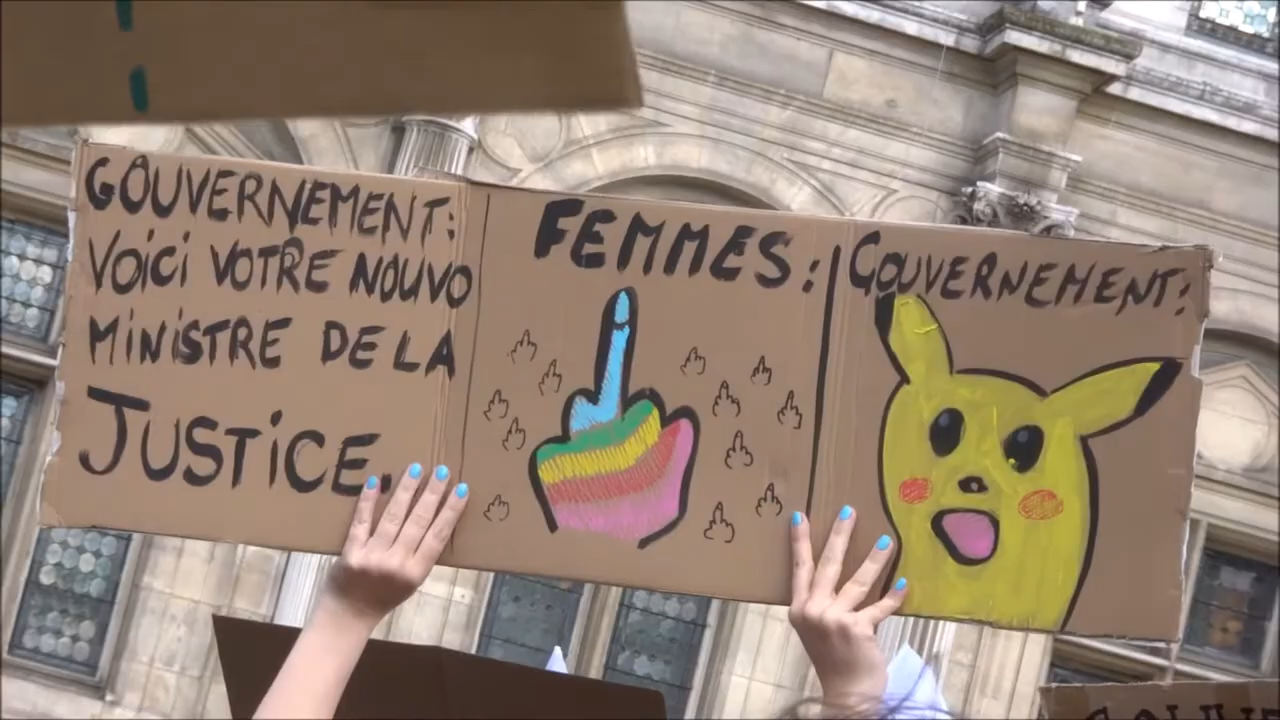 GOUVERNEMENT:
VOICI VOTRE NOUVO
MINISTRE DE LA
JUSTICE.
FEMMES:
GOUVERNEMENT: